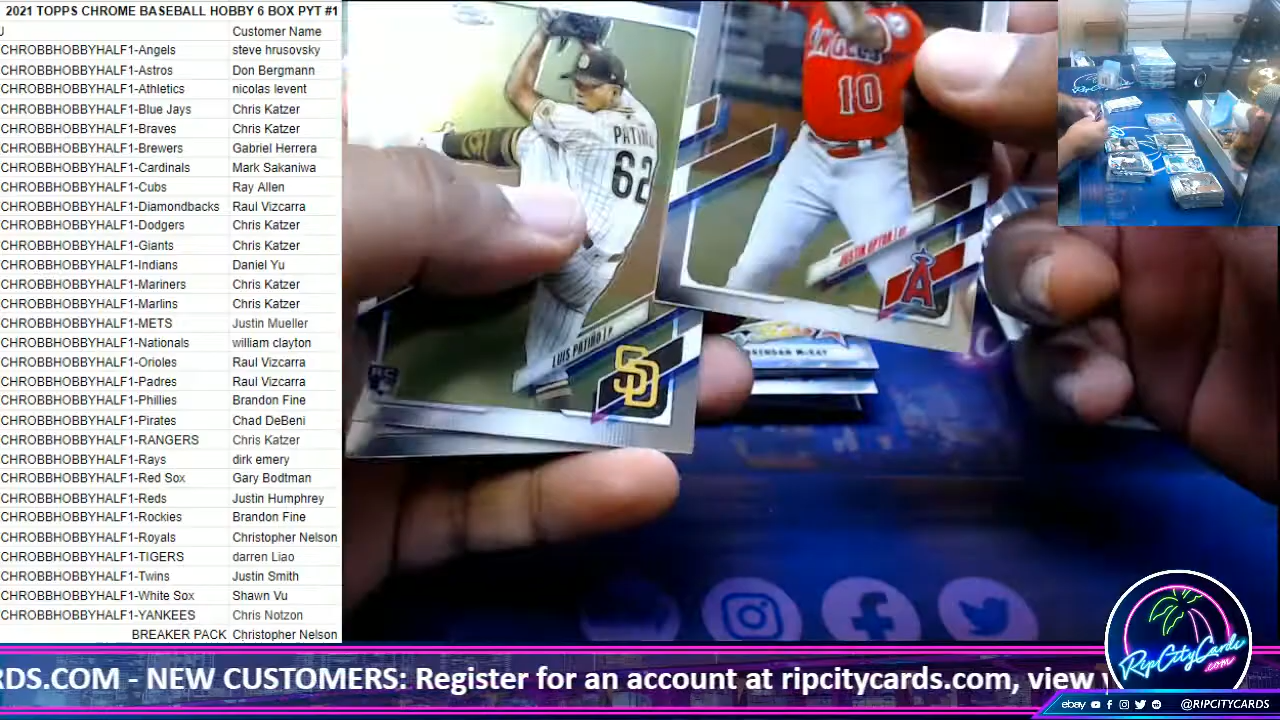 2021 TOPPS CHROME BASEBALL HOBBY 6 BOX PYT #1
Customer Name
CHROBBHOBBYHALF1-Angels steve hrusovsky
CHROBBHOBBYHALF1-Astros Don Bergmann
CHROBBHOBBYHALF1-Athletics nicolas levent
CHROBBHOBBYHALF1-Blue Jays Chris Katzer
CHROBBHOBBYHALF1-Braves Chris Katzer
CHROBBHOBBYHALF1-Brewers Gabriel Herrera
CHROBBHOBBYHALF1-Cardinals Mark Sakaniwa
CHROBBHOBBYHALF1-Cubs Ray Allen
CHROBBHOBBYHALF1-Diamondbacks Raul Vizcarra
CHROBBHOBBYHALF1-Dodgers Chris Katzer
CHROBBHOBBYHALF1-Giants Chris Katzer
CHROBBHOBBYHALF1-Indians Daniel Yu
CHROBBHOBBYHALF1-Mariners Chris Katzer
CHROBBHOBBYHALF1-Marlins Chris Katzer
CHROBBHOBBYHALF1-METS Justin Mueller
CHROBBHOBBYHALF1-Nationals william clayton
CHROBBHOBBYHALF1-Orioles Raul Vizcarra
CHROBBHOBBYHALF1-Padres Raul Vizcarra
CHROBBHOBBYHALF1-Phillies Brandon Fine
CHROBBHOBBYHALF1-Pirates Chad DeBeni
CHROBBHOBBYHALF1-RANGERS Chris Katzer
CHROBBHOBBYHALF1-Rays dirk emery
CHROBBHOBBYHALF1-Red Sox Gary Bodtman
CHROBBHOBBYHALF1-Reds Justin Humphrey
CHROBBHOBBYHALF1-Rockies Brandon Fine
CHROBBHOBBYHALF1-Royals Christopher Nelson
CHROBBHOBBYHALF1-TIGERS darren Liao
CHROBBHOBBYHALF1-Twins Justin Smith
CHROBBHOBBYHALF1-White Sox Shawn Vu
CHROBBHOBBYHALF1-YANKEES Chris Notzon
BREAKER PACK Christopher Nelson
PATIÑO
62
LUIS PATIÑO | P
SD
RC
ANGELS
10
JUSTIN UPTON
A
McKAY
RipCityCards
.com
RDS.COM - NEW CUSTOMERS: Register for an account at ripcitycards.com, view
ebay @RIPCITYCARDS